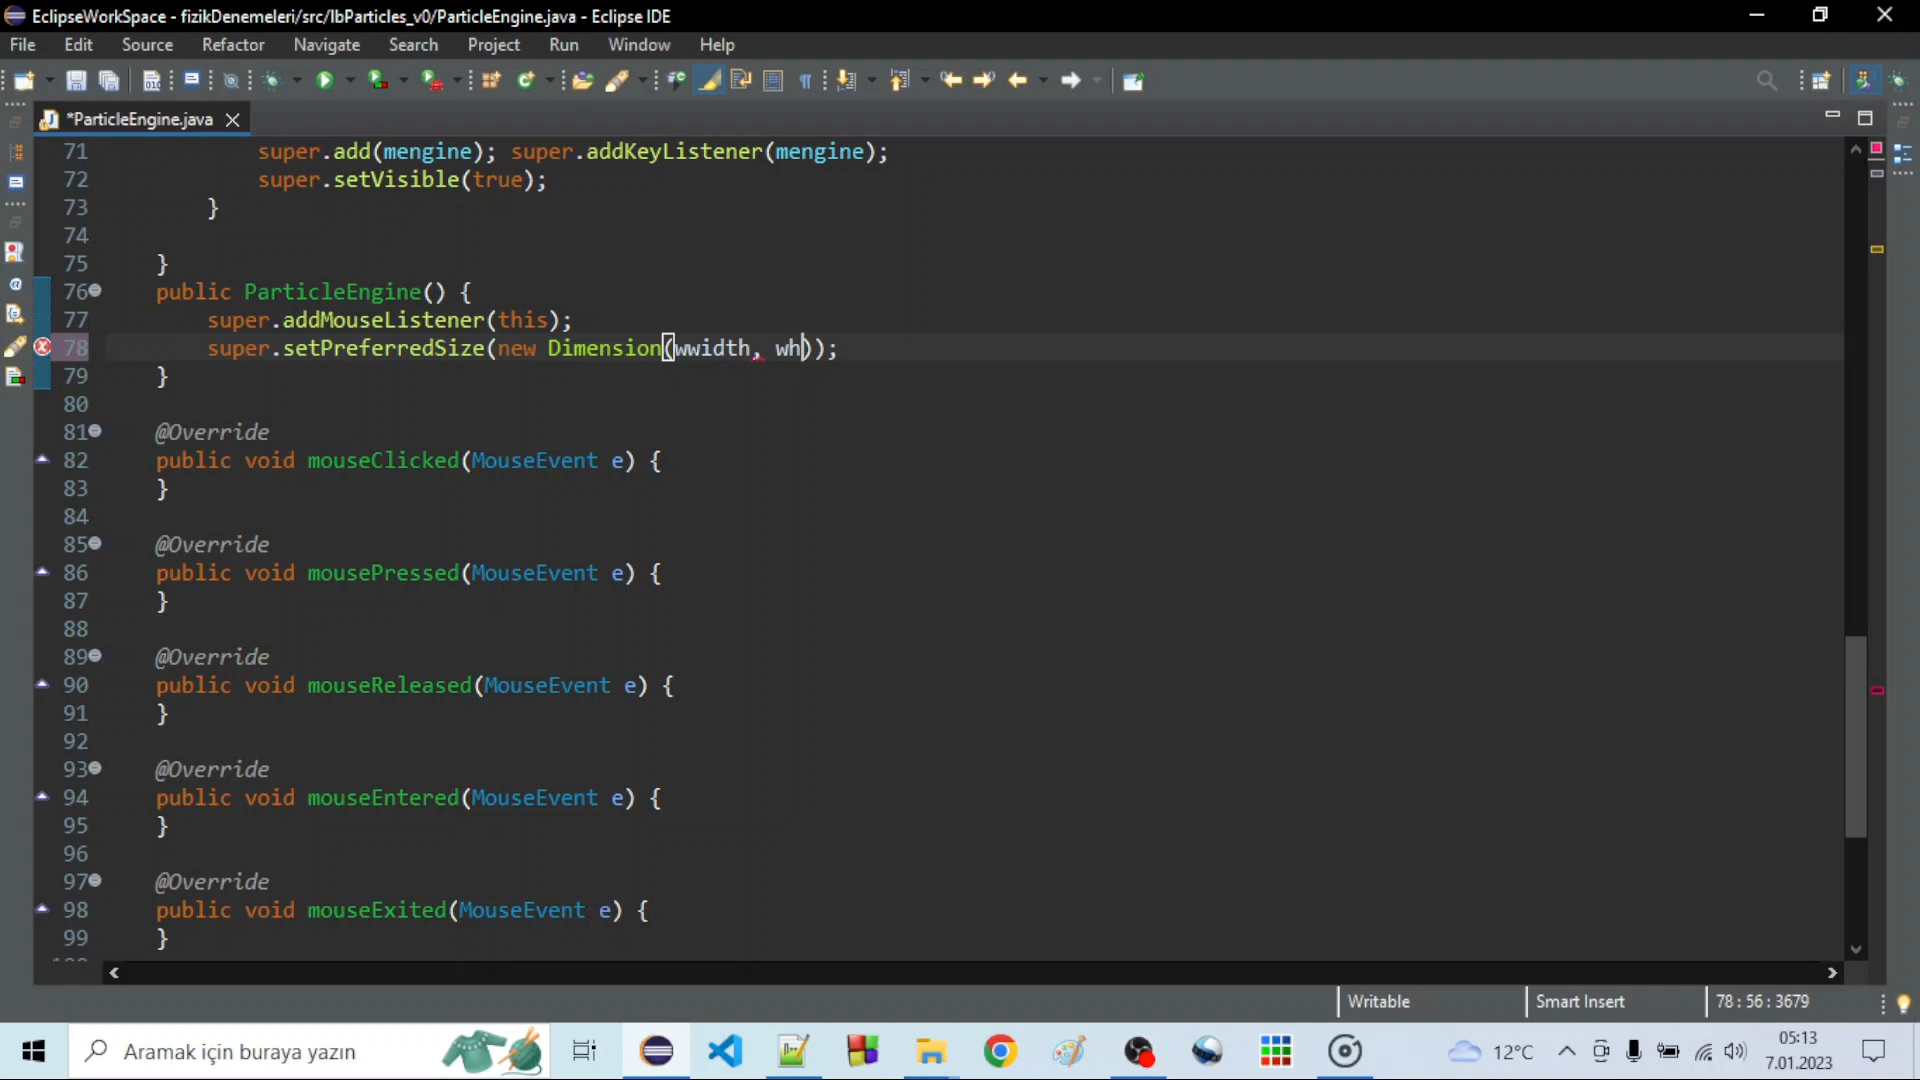 EclipseWorkSpace - fizikDenemeleri/src/lbParticles_v0/ParticleEngine.java - Eclipse IDE
File Edit Source Refactor Navigate Search Project Run Window Help
*ParticleEngine.java
71 super.add(mengine); super.addKeyListener(mengine);
72 super.setVisible(true);
73 }
74
75 }
76 public ParticleEngine() {
77 super.addMouseListener(this);
78 super.setPreferredSize(new Dimension(wwidth, wh));
79 }
80
81 @Override
82 public void mouseClicked(MouseEvent e) {
83 }
84
85 @Override
86 public void mousePressed(MouseEvent e) {
87 }
88
89 @Override
90 public void mouseReleased(MouseEvent e) {
91 }
92
93 @Override
94 public void mouseEntered(MouseEvent e) {
95 }
96
97 @Override
98 public void mouseExited(MouseEvent e) {
99 }
Writable Smart Insert 78 : 56 : 3679
Aramak için buraya yazın 12°C 05:13
7.01.2023